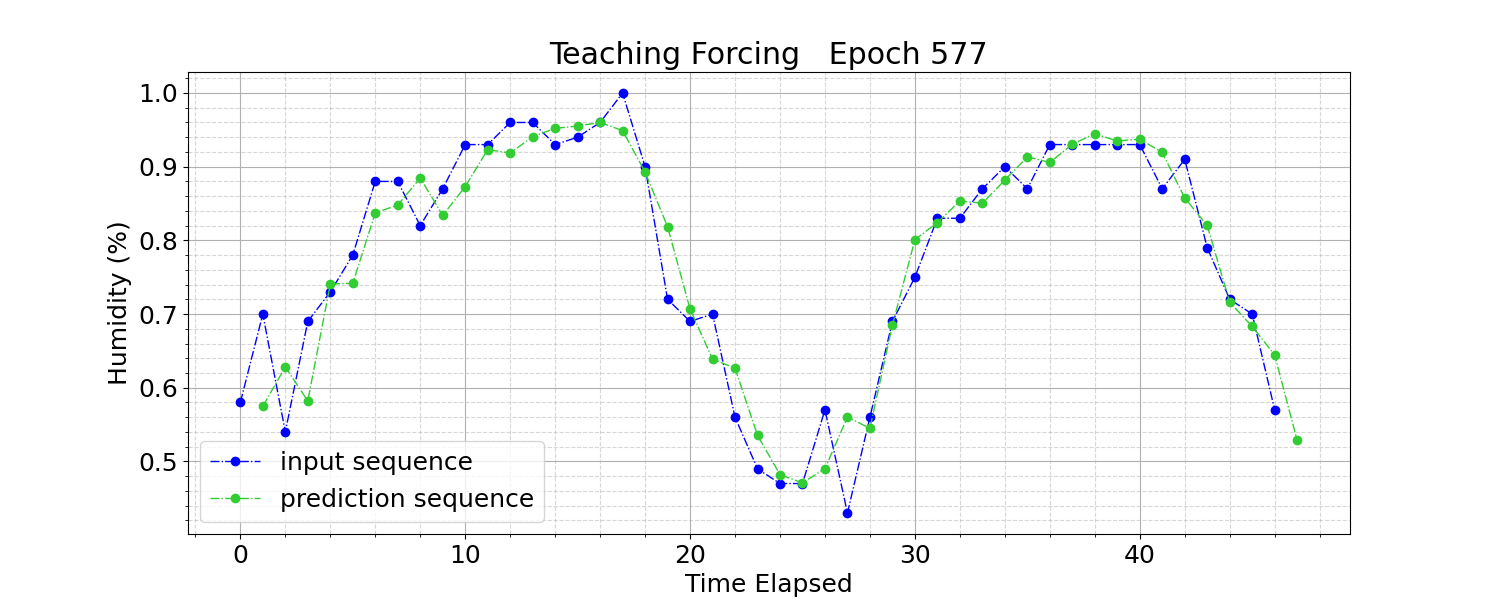 Teaching Forcing   Epoch 577
Humidity (%)
1.0
0.9
0.8
0.7
0.6
0.5
input sequence
prediction sequence
0 10 20 30 40
Time Elapsed